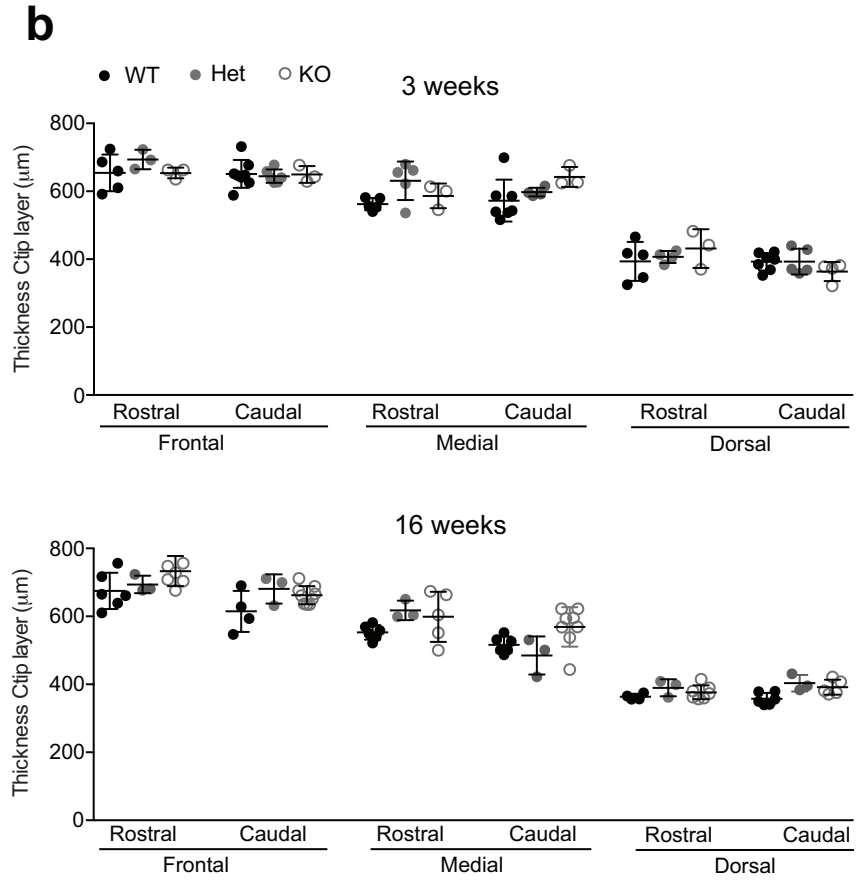 b
WT Het KO
3 weeks
Thickness Ctip layer (μm)
800
600
400
200
0
Rostral Caudal Rostral Caudal Rostral Caudal
Frontal Medial Dorsal
16 weeks
Thickness Ctip layer (μm)
800
600
400
200
0
Rostral Caudal Rostral Caudal Rostral Caudal
Frontal Medial Dorsal